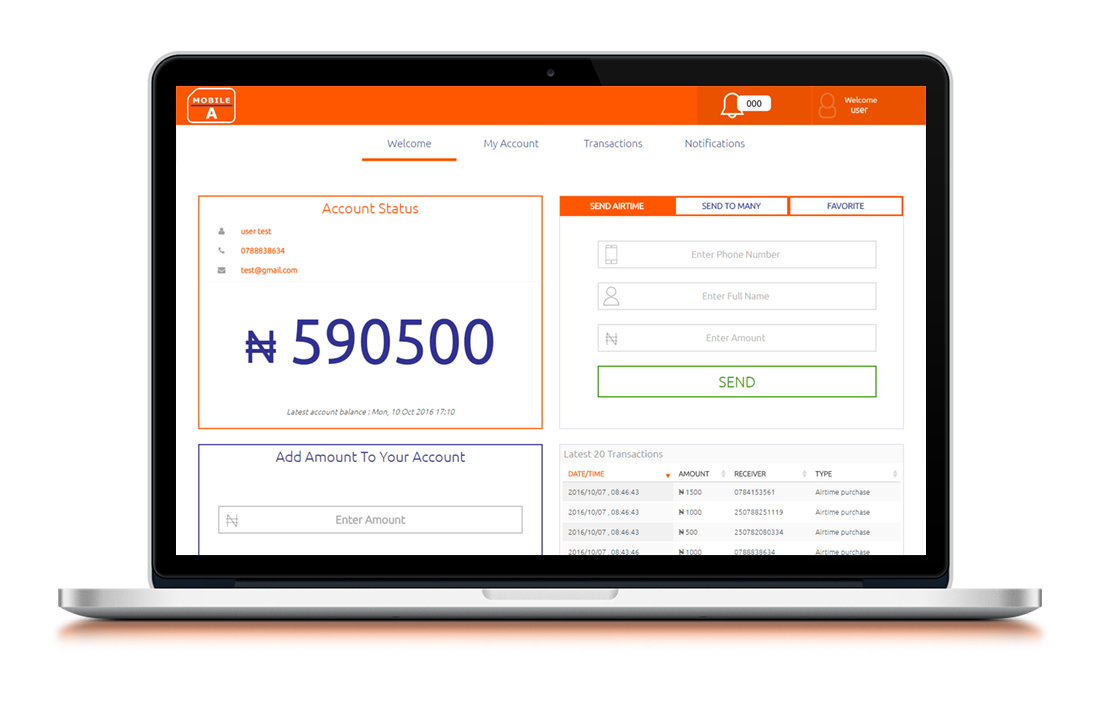 MOBILE
A
000
Welcome
user
Welcome
My Account
Transactions
Notifications
Account Status
user test
0788838634
test@gmail.com
₦ 590500
Latest account balance : Mon, 10 Oct 2016 17:10
SEND AIRTIME
SEND TO MANY
FAVORITE
Enter Phone Number
Enter Full Name
₦ Enter Amount
SEND
Add Amount To Your Account
₦ Enter Amount
Latest 20 Transactions
DATE/TIME AMOUNT RECEIVER TYPE
2016/10/07 , 08:46:43 ₦ 1500 0784153561 Airtime purchase
2016/10/07 , 08:46:43 ₦ 1000 250788251119 Airtime purchase
2016/10/07 , 08:46:43 ₦ 500 250782080334 Airtime purchase
2016/10/07 , 08:43:46 ₦ 1000 0788838634 Airtime purchase